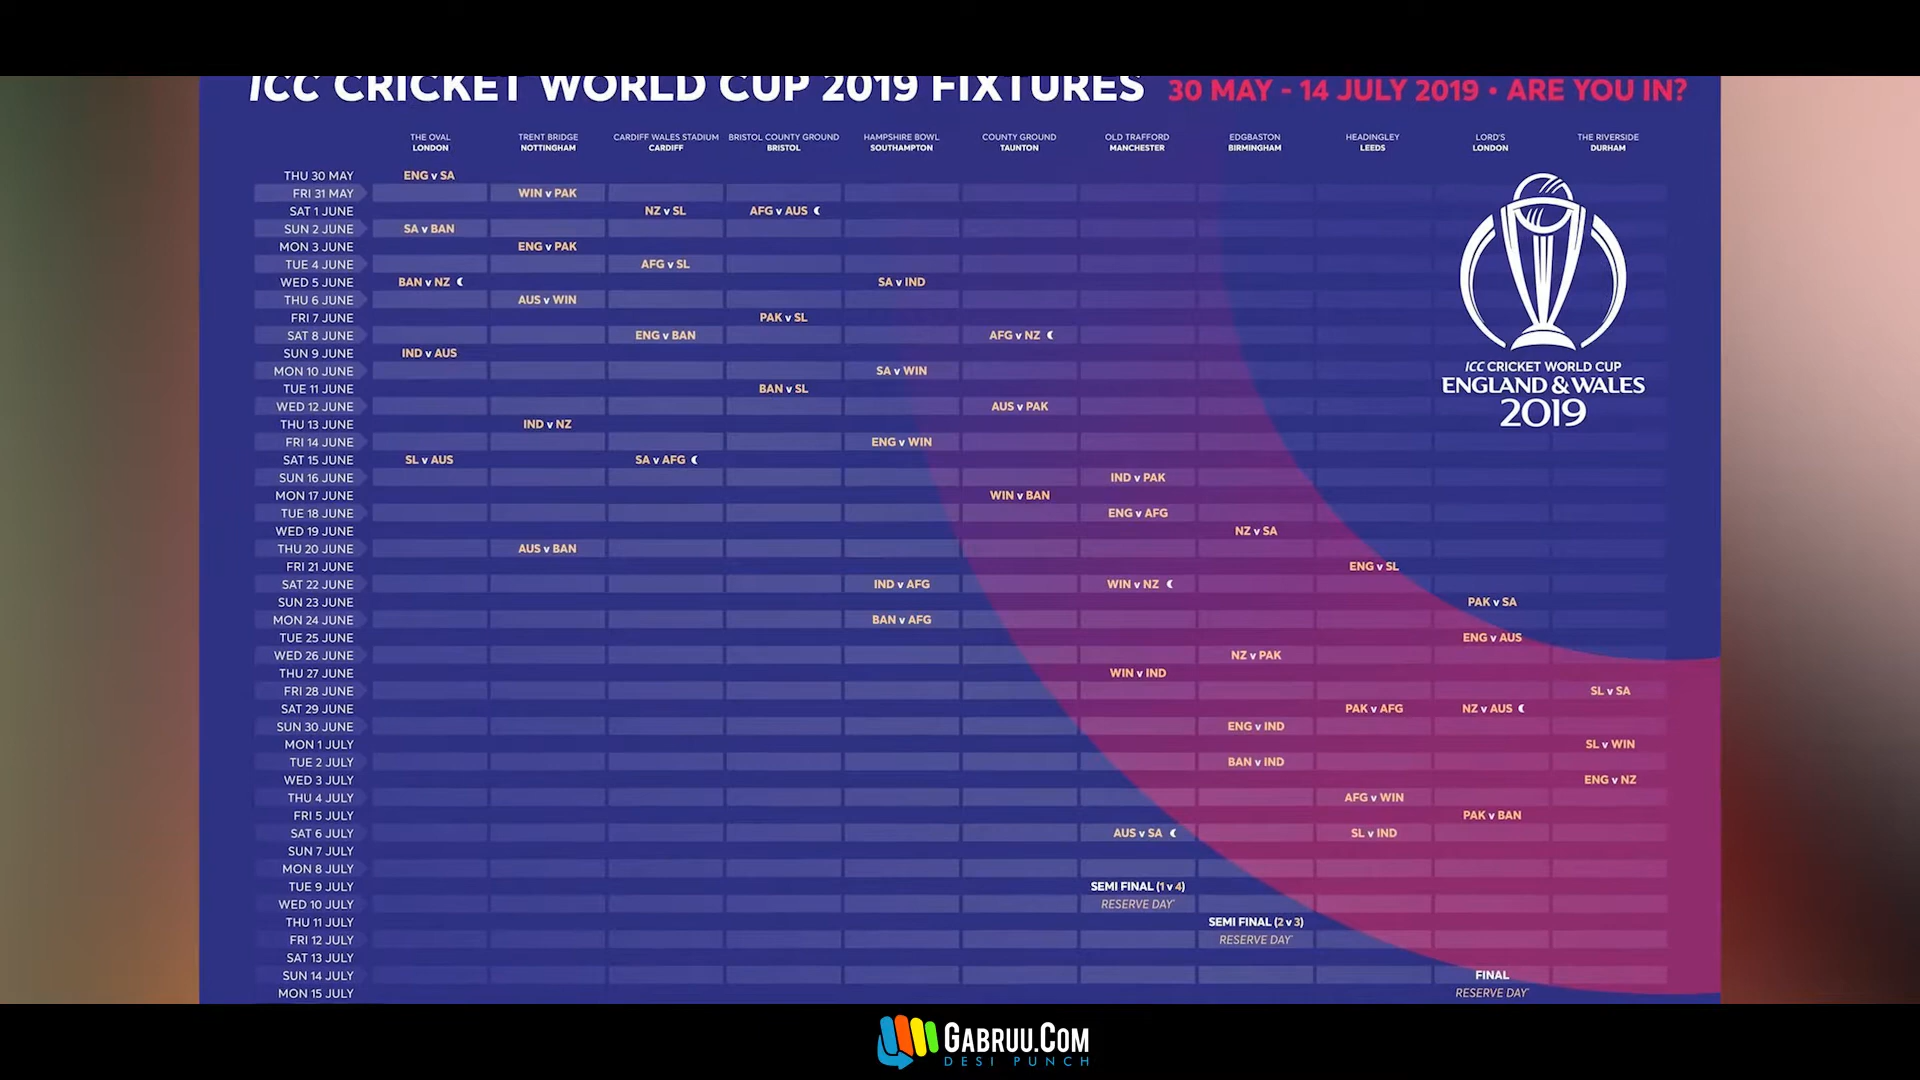 ICC CRICKET WORLD CUP 2019 FIXTURES 30 MAY - 14 JULY 2019 • ARE YOU IN?
THE OVAL TRENT BRIDGE CARDIFF WALES STADIUM BRISTOL COUNTY GROUND HAMPSHIRE BOWL COUNTY GROUND OLD TRAFFORD EDGBASTON HEADINGLEY LORD'S THE RIVERSIDE
LONDON NOTTINGHAM CARDIFF BRISTOL SOUTHAMPTON TAUNTON MANCHESTER BIRMINGHAM LEEDS LONDON DURHAM
THU 30 MAY ENG v SA
FRI 31 MAY WIN v PAK
SAT 1 JUNE NZ v SL AFG v AUS
SUN 2 JUNE SA v BAN
MON 3 JUNE ENG v PAK
TUE 4 JUNE AFG v SL
WED 5 JUNE BAN v NZ SA v IND
THU 6 JUNE AUS v WIN
FRI 7 JUNE PAK v SL
SAT 8 JUNE ENG v BAN AFG v NZ
SUN 9 JUNE IND v AUS
MON 10 JUNE SA v WIN
TUE 11 JUNE BAN v SL
WED 12 JUNE AUS v PAK
THU 13 JUNE IND v NZ
FRI 14 JUNE ENG v WIN
SAT 15 JUNE SL v AUS SA v AFG
SUN 16 JUNE IND v PAK
MON 17 JUNE WIN v BAN
TUE 18 JUNE ENG v AFG
WED 19 JUNE NZ v SA
THU 20 JUNE AUS v BAN
FRI 21 JUNE ENG v SL
SAT 22 JUNE IND v AFG WIN v NZ
SUN 23 JUNE PAK v SA
MON 24 JUNE BAN v AFG
TUE 25 JUNE ENG v AUS
WED 26 JUNE NZ v PAK
THU 27 JUNE WIN v IND
FRI 28 JUNE SL v SA
SAT 29 JUNE PAK v AFG NZ v AUS
SUN 30 JUNE ENG v IND
MON 1 JULY SL v WIN
TUE 2 JULY BAN v IND
WED 3 JULY ENG v NZ
THU 4 JULY AFG v WIN
FRI 5 JULY PAK v BAN
SAT 6 JULY AUS v SA SL v IND
SUN 7 JULY
MON 8 JULY
TUE 9 JULY SEMI FINAL (1 v 4)
WED 10 JULY RESERVE DAY*
THU 11 JULY SEMI FINAL (2 v 3)
FRI 12 JULY RESERVE DAY*
SAT 13 JULY
SUN 14 JULY FINAL
MON 15 JULY RESERVE DAY*
ICC CRICKET WORLD CUP
ENGLAND & WALES
2019
GABRUU.COM
DESI PUNCH